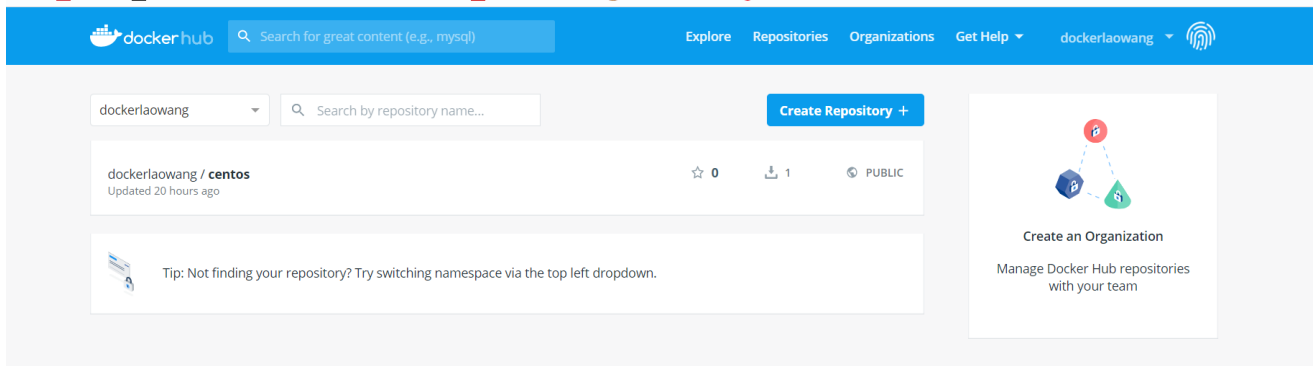 dockerhub
Search for great content (e.g., mysql)
Explore
Repositories
Organizations
Get Help
dockerlaowang
dockerlaowang
Search by repository name...
Create Repository +
dockerlaowang / centos
Updated 20 hours ago
0
1
PUBLIC
Tip: Not finding your repository? Try switching namespace via the top left dropdown.
Create an Organization
Manage Docker Hub repositories
with your team